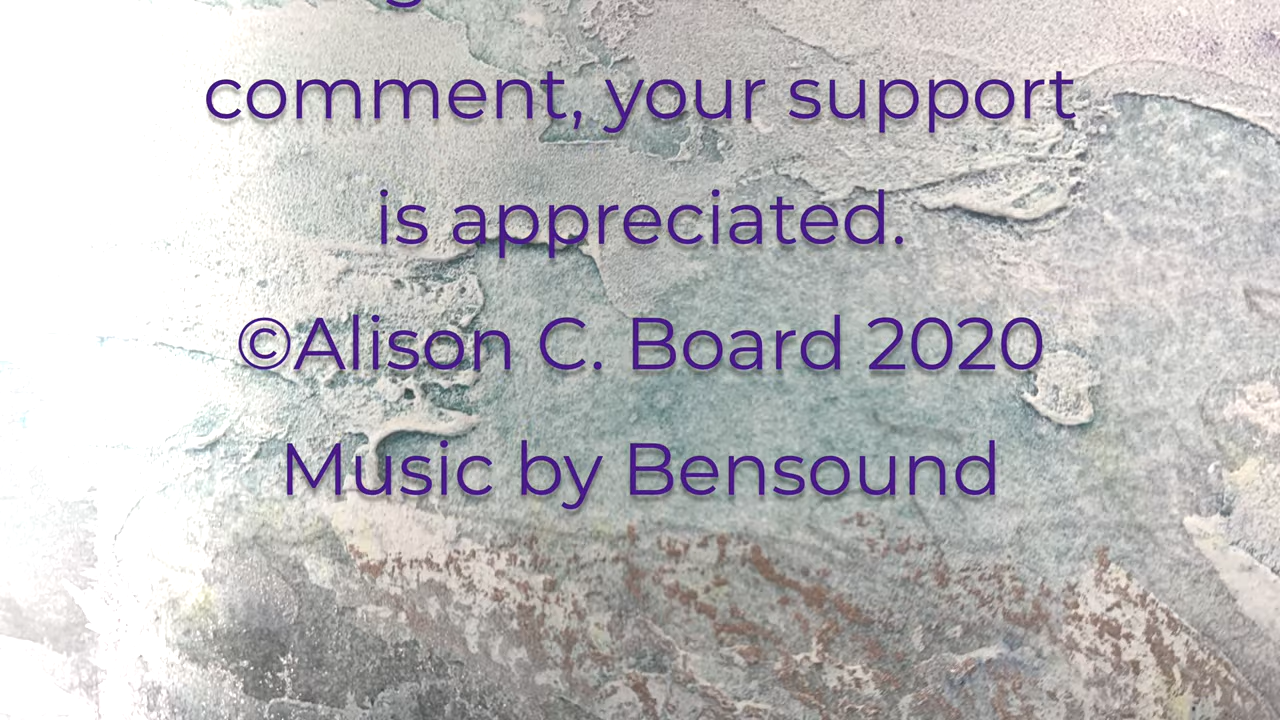 comment, your support
is appreciated.
©Alison C. Board 2020
Music by Bensound